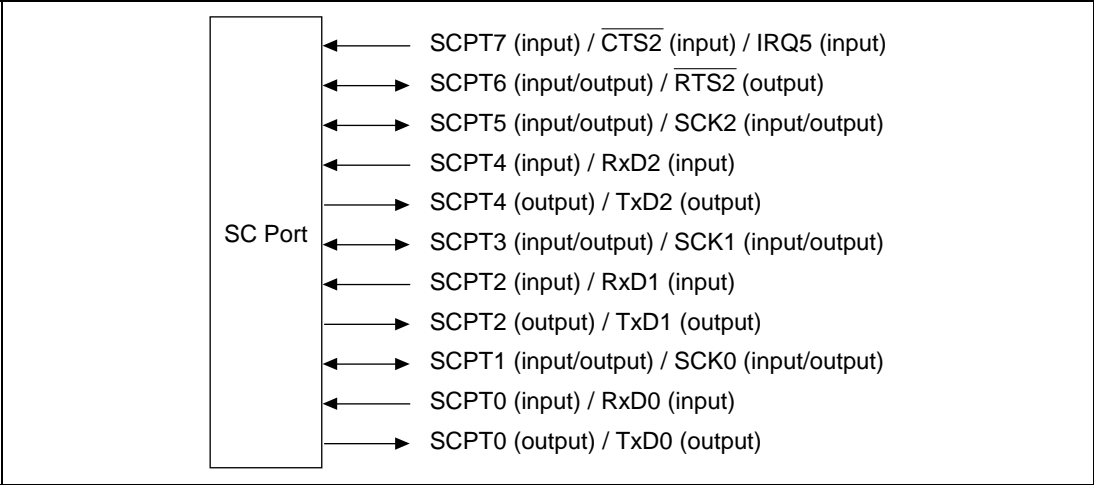 SCPT7 (input) / CTS2 (input) / IRQ5 (input)
SCPT6 (input/output) / RTS2 (output)
SCPT5 (input/output) / SCK2 (input/output)
SCPT4 (input) / RxD2 (input)
SCPT4 (output) / TxD2 (output)
SC Port
SCPT3 (input/output) / SCK1 (input/output)
SCPT2 (input) / RxD1 (input)
SCPT2 (output) / TxD1 (output)
SCPT1 (input/output) / SCK0 (input/output)
SCPT0 (input) / RxD0 (input)
SCPT0 (output) / TxD0 (output)